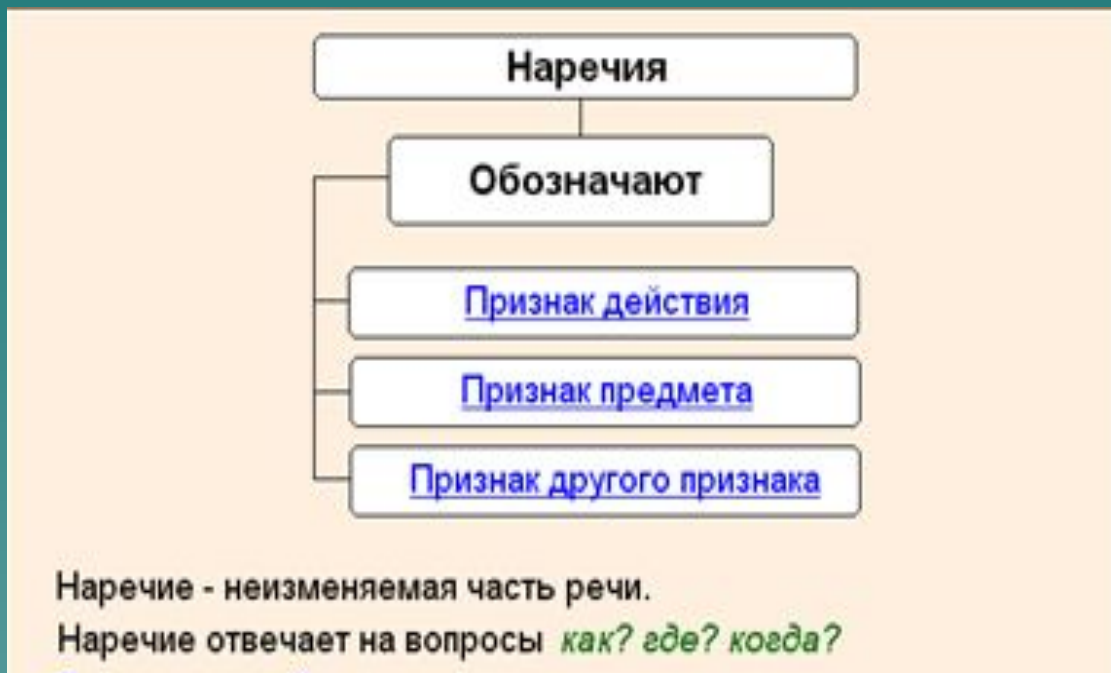 Наречия
Обозначают
Признак действия
Признак предмета
Признак другого признака
Наречие - неизменяемая часть речи.
Наречие отвечает на вопросы как? где? когда?